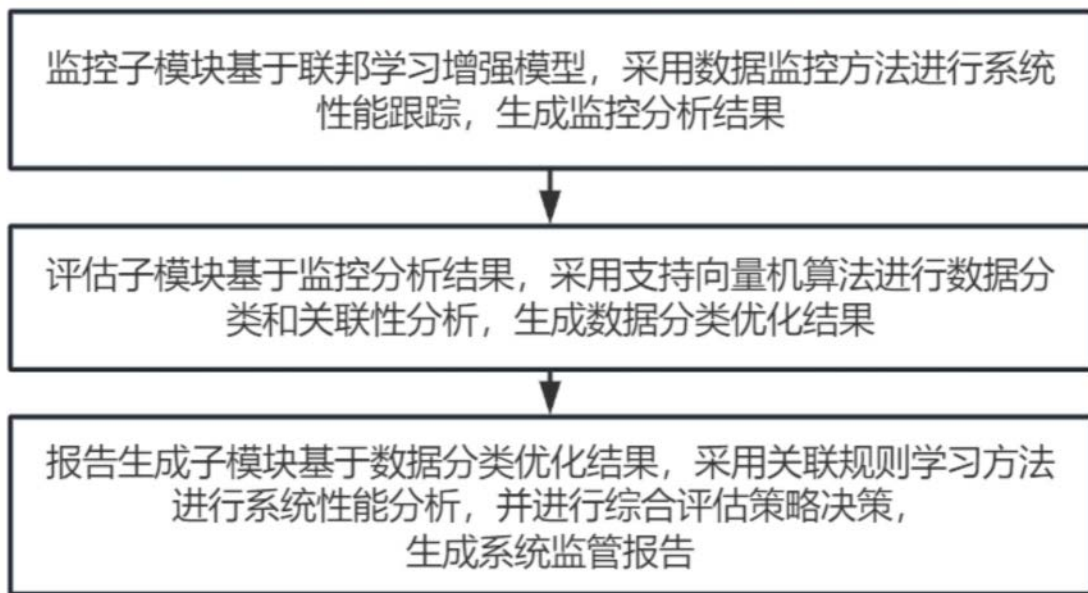 监控子模块基于联邦学习增强模型，采用数据监控方法进行系统
性能跟踪，生成监控分析结果
评估子模块基于监控分析结果，采用支持向量机算法进行数据分
类和关联性分析，生成数据分类优化结果
报告生成子模块基于数据分类优化结果，采用关联规则学习方法
进行系统性能分析，并进行综合评估策略决策，
生成系统监管报告